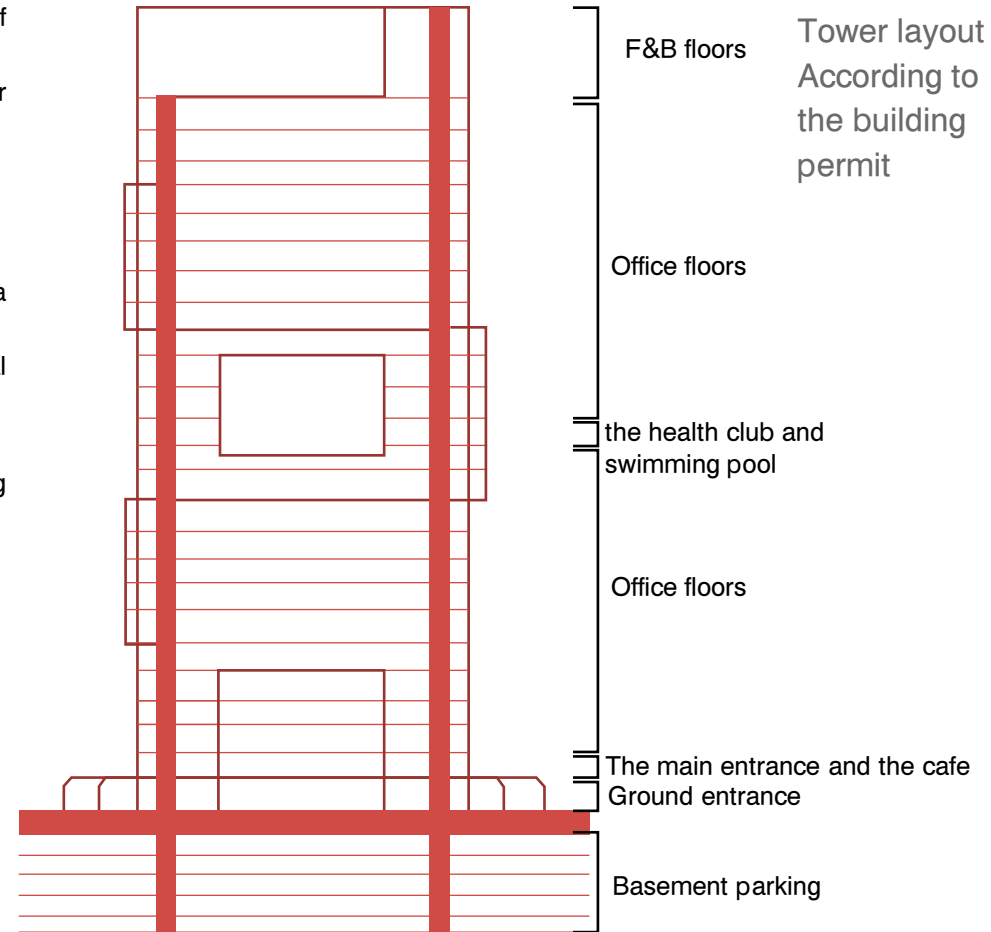 f
r
a
l
g
F&B floors
Tower layout
According to
the building
permit
Office floors
the health club and
swimming pool
Office floors
The main entrance and the cafe
Ground entrance
Basement parking